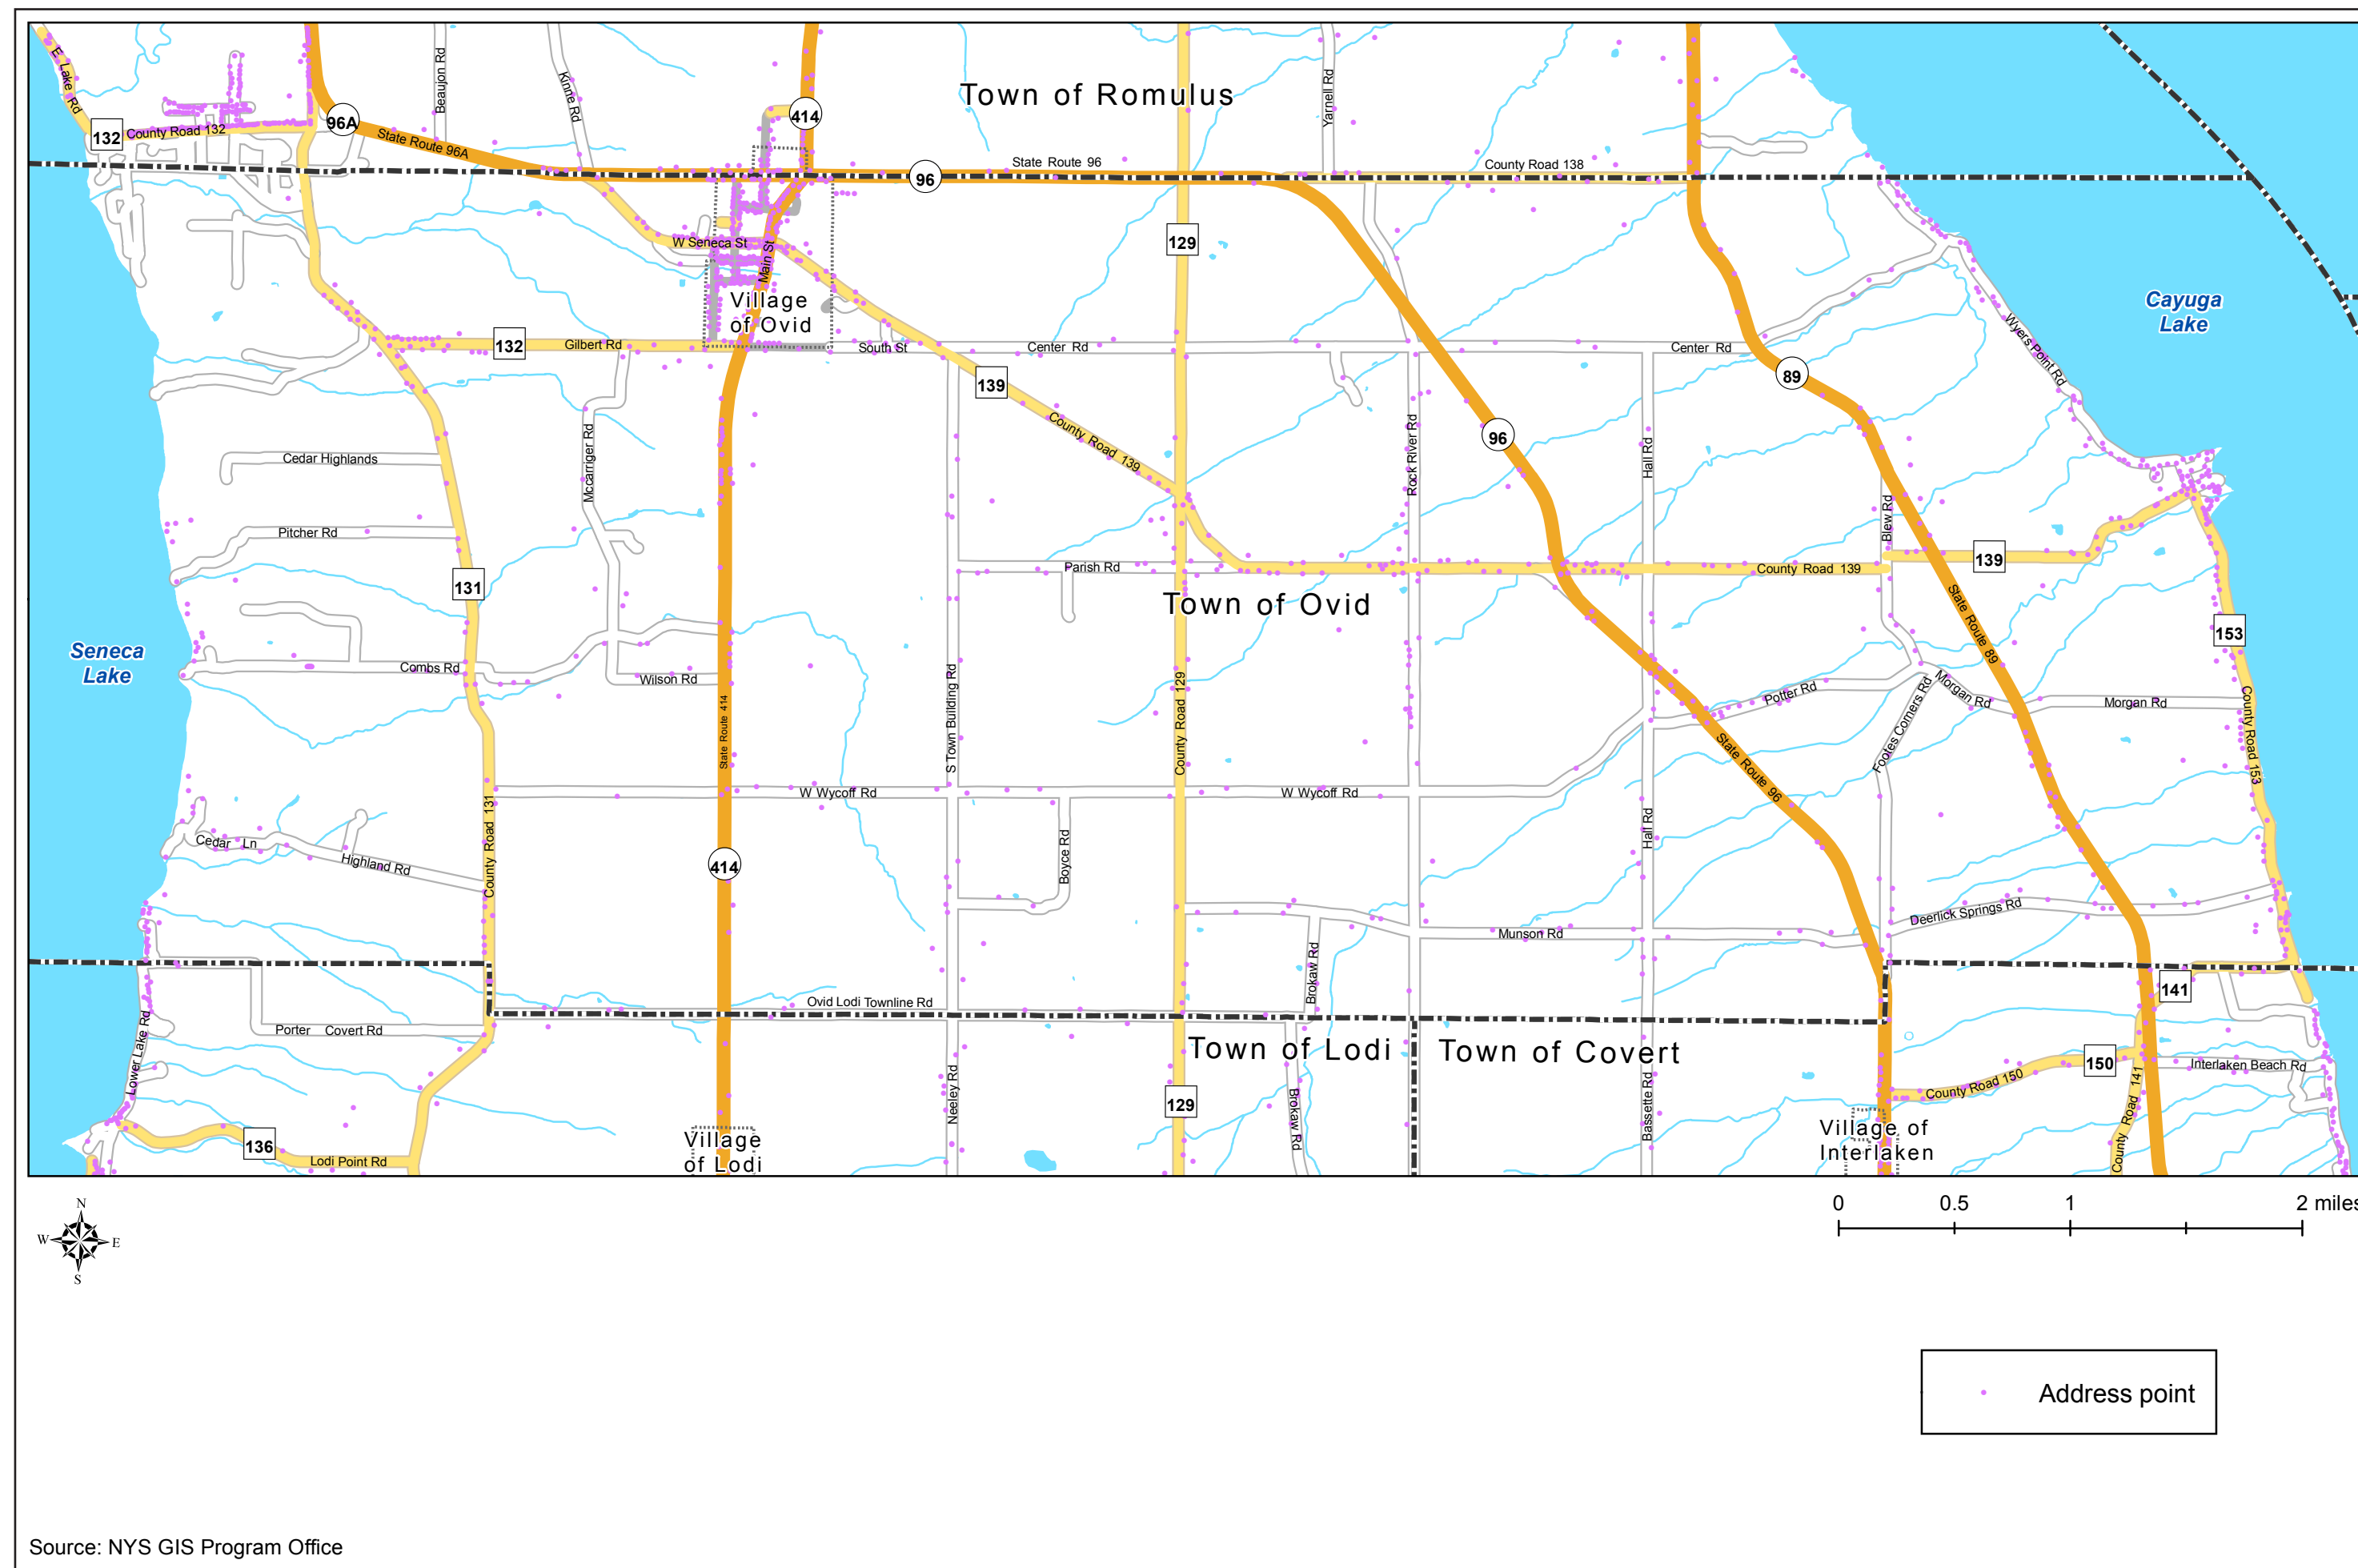 E Lake Rd
Beaujon Rd
Kinne Rd
Yarnell Rd
Town of Romulus
96A
414
132
County Road 132
State Route 96A
State Route 96
County Road 138
96
129
W Seneca St
Main St
Village
of Ovid
Cayuga
Lake
Wyers Point Rd
132
Gilbert Rd
South St
Center Rd
Center Rd
139
89
County Road 139
96
Cedar Highlands
Mccarriger Rd
Rock River Rd
Hall Rd
Blew Rd
Pitcher Rd
131
Parish Rd
County Road 139
139
Town of Ovid
State Route 89
153
Seneca
Lake
Combs Rd
Wilson Rd
State Route 414
S Town Building Rd
County Road 129
Potter Rd
Morgan Rd
Morgan Rd
Footes Corners Rd
County Road 153
State Route 96
W Wycoff Rd
W Wycoff Rd
County Road 131
Cedar Ln
Highland Rd
414
Boyce Rd
Hall Rd
Deerlick Springs Rd
Munson Rd
Brokaw Rd
141
Ovid Lodi Townline Rd
Lower Lake Rd
Porter Covert Rd
Town of Lodi
Town of Covert
150
Interlaken Beach Rd
County Road 150
County Road 141
Neeley Rd
129
Brokaw Rd
Bassette Rd
136
Lodi Point Rd
Village
of Lodi
Village of
Interlaken
N
W
E
S
0 0.5 1 2 miles
Address point
Source: NYS GIS Program Office